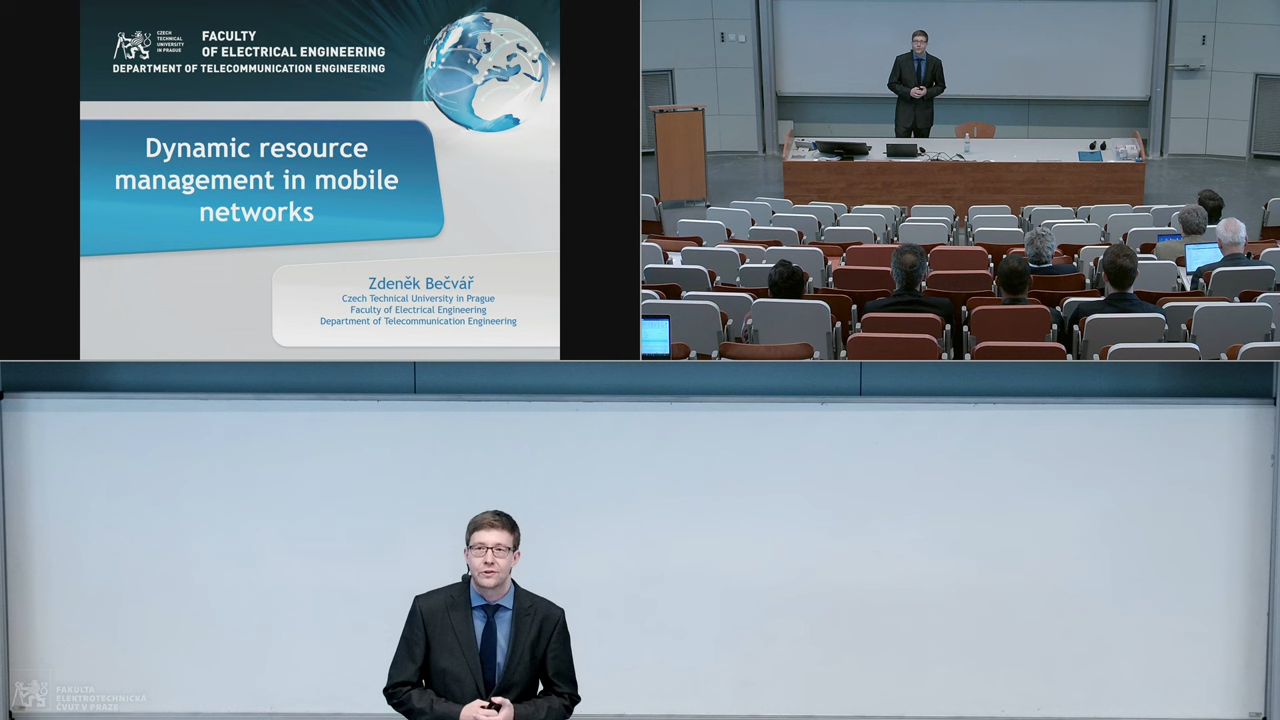 CZECH
TECHNICAL
UNIVERSITY
IN PRAGUE
FACULTY
OF ELECTRICAL ENGINEERING
DEPARTMENT OF TELECOMMUNICATION ENGINEERING
Dynamic resource
management in mobile
networks
Zdeněk Bečvář
Czech Technical University in Prague
Faculty of Electrical Engineering
Department of Telecommunication Engineering
FAKULTA
ELEKTROTECHNICKÁ
ČVUT V PRAZE